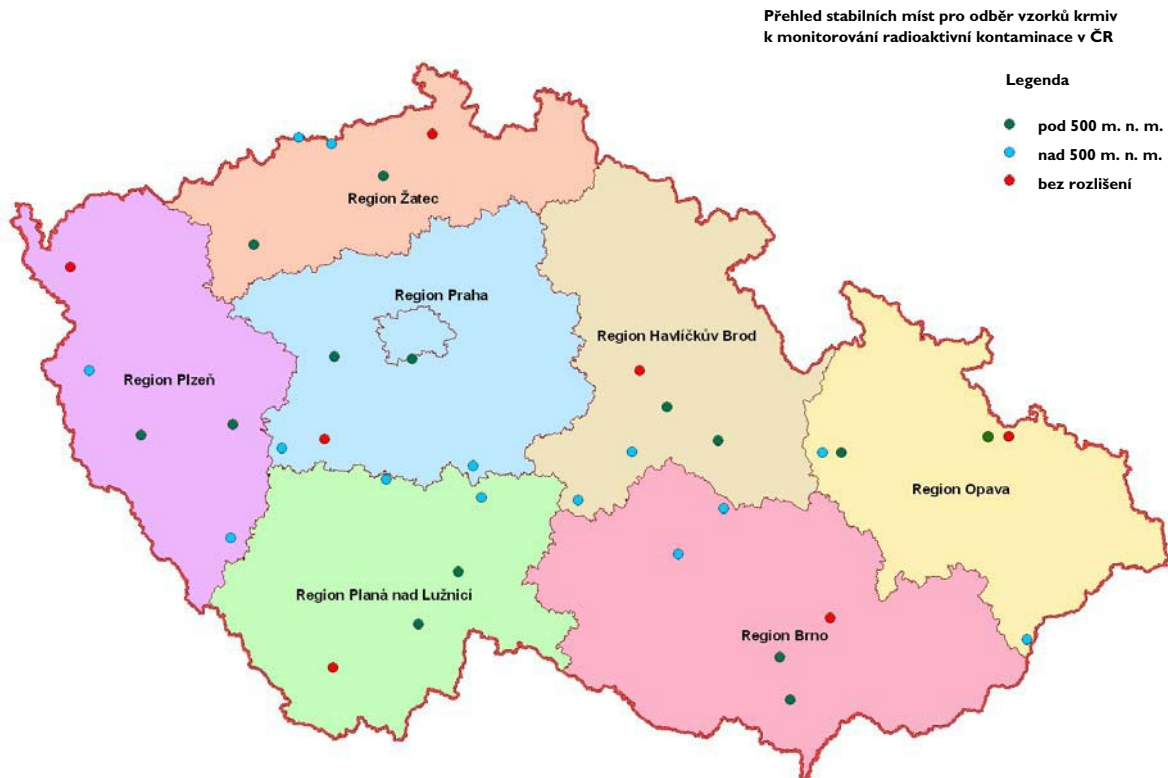 Přehled stabilních míst pro odběr vzorků krmiv
k monitorování radioaktivní kontaminace v ČR
Legenda
pod 500 m. n. m.
nad 500 m. n. m.
bez rozlišení
Region Žatec
Region Praha
Region Havlíčkův Brod
Region Plzeň
Region Opava
Region Planá nad Lužnicí
Region Brno